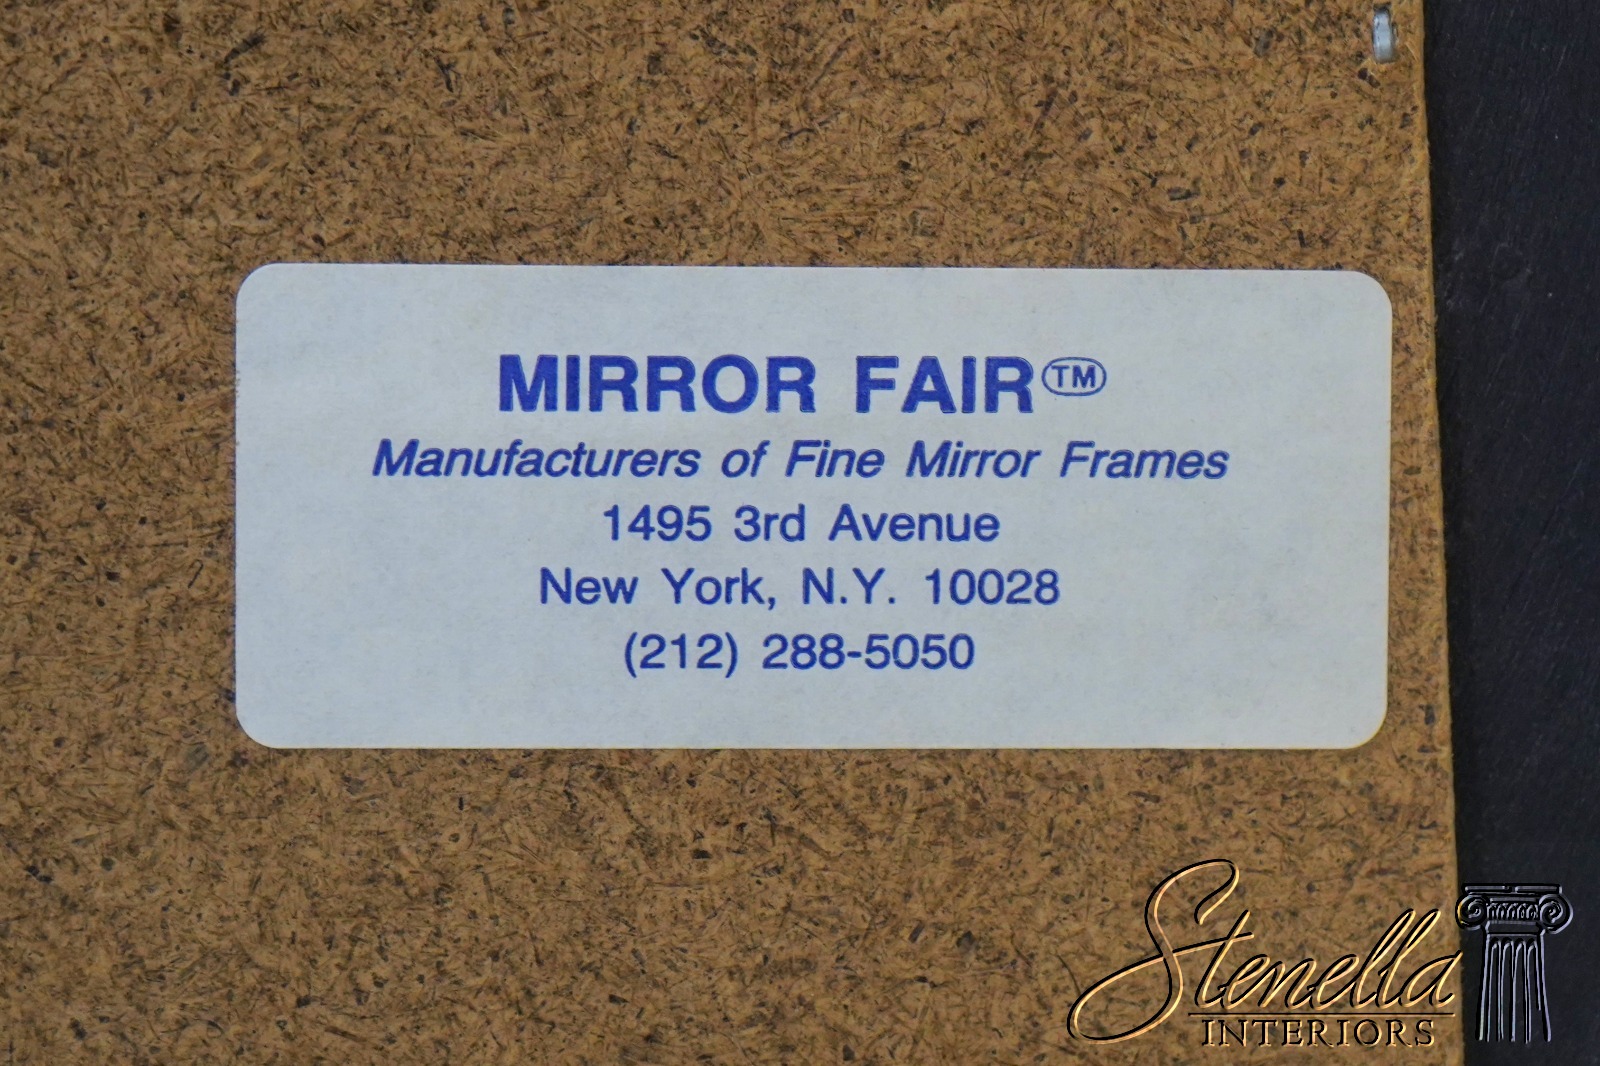 MIRROR FAIR™
Manufacturers of Fine Mirror Frames
1495 3rd Avenue
New York, N.Y. 10028
(212) 288-5050
Stenella
INTERIORS